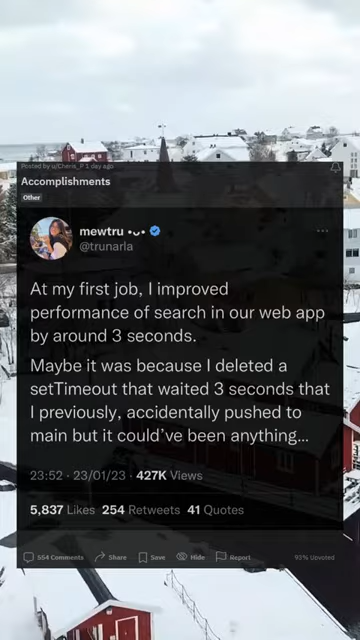 Posted by u/Cheris_P 1 day ago
Accomplishments
Other
mewtru •ᴗ•
@trunarla
At my first job, I improved
performance of search in our web app
by around 3 seconds.
Maybe it was because I deleted a
setTimeout that waited 3 seconds that
I previously, accidentally pushed to
main but it could've been anything...
23:52 · 23/01/23 · 427K Views
5,837 Likes 254 Retweets 41 Quotes
554 Comments Share Save Hide Report 93% Upvoted